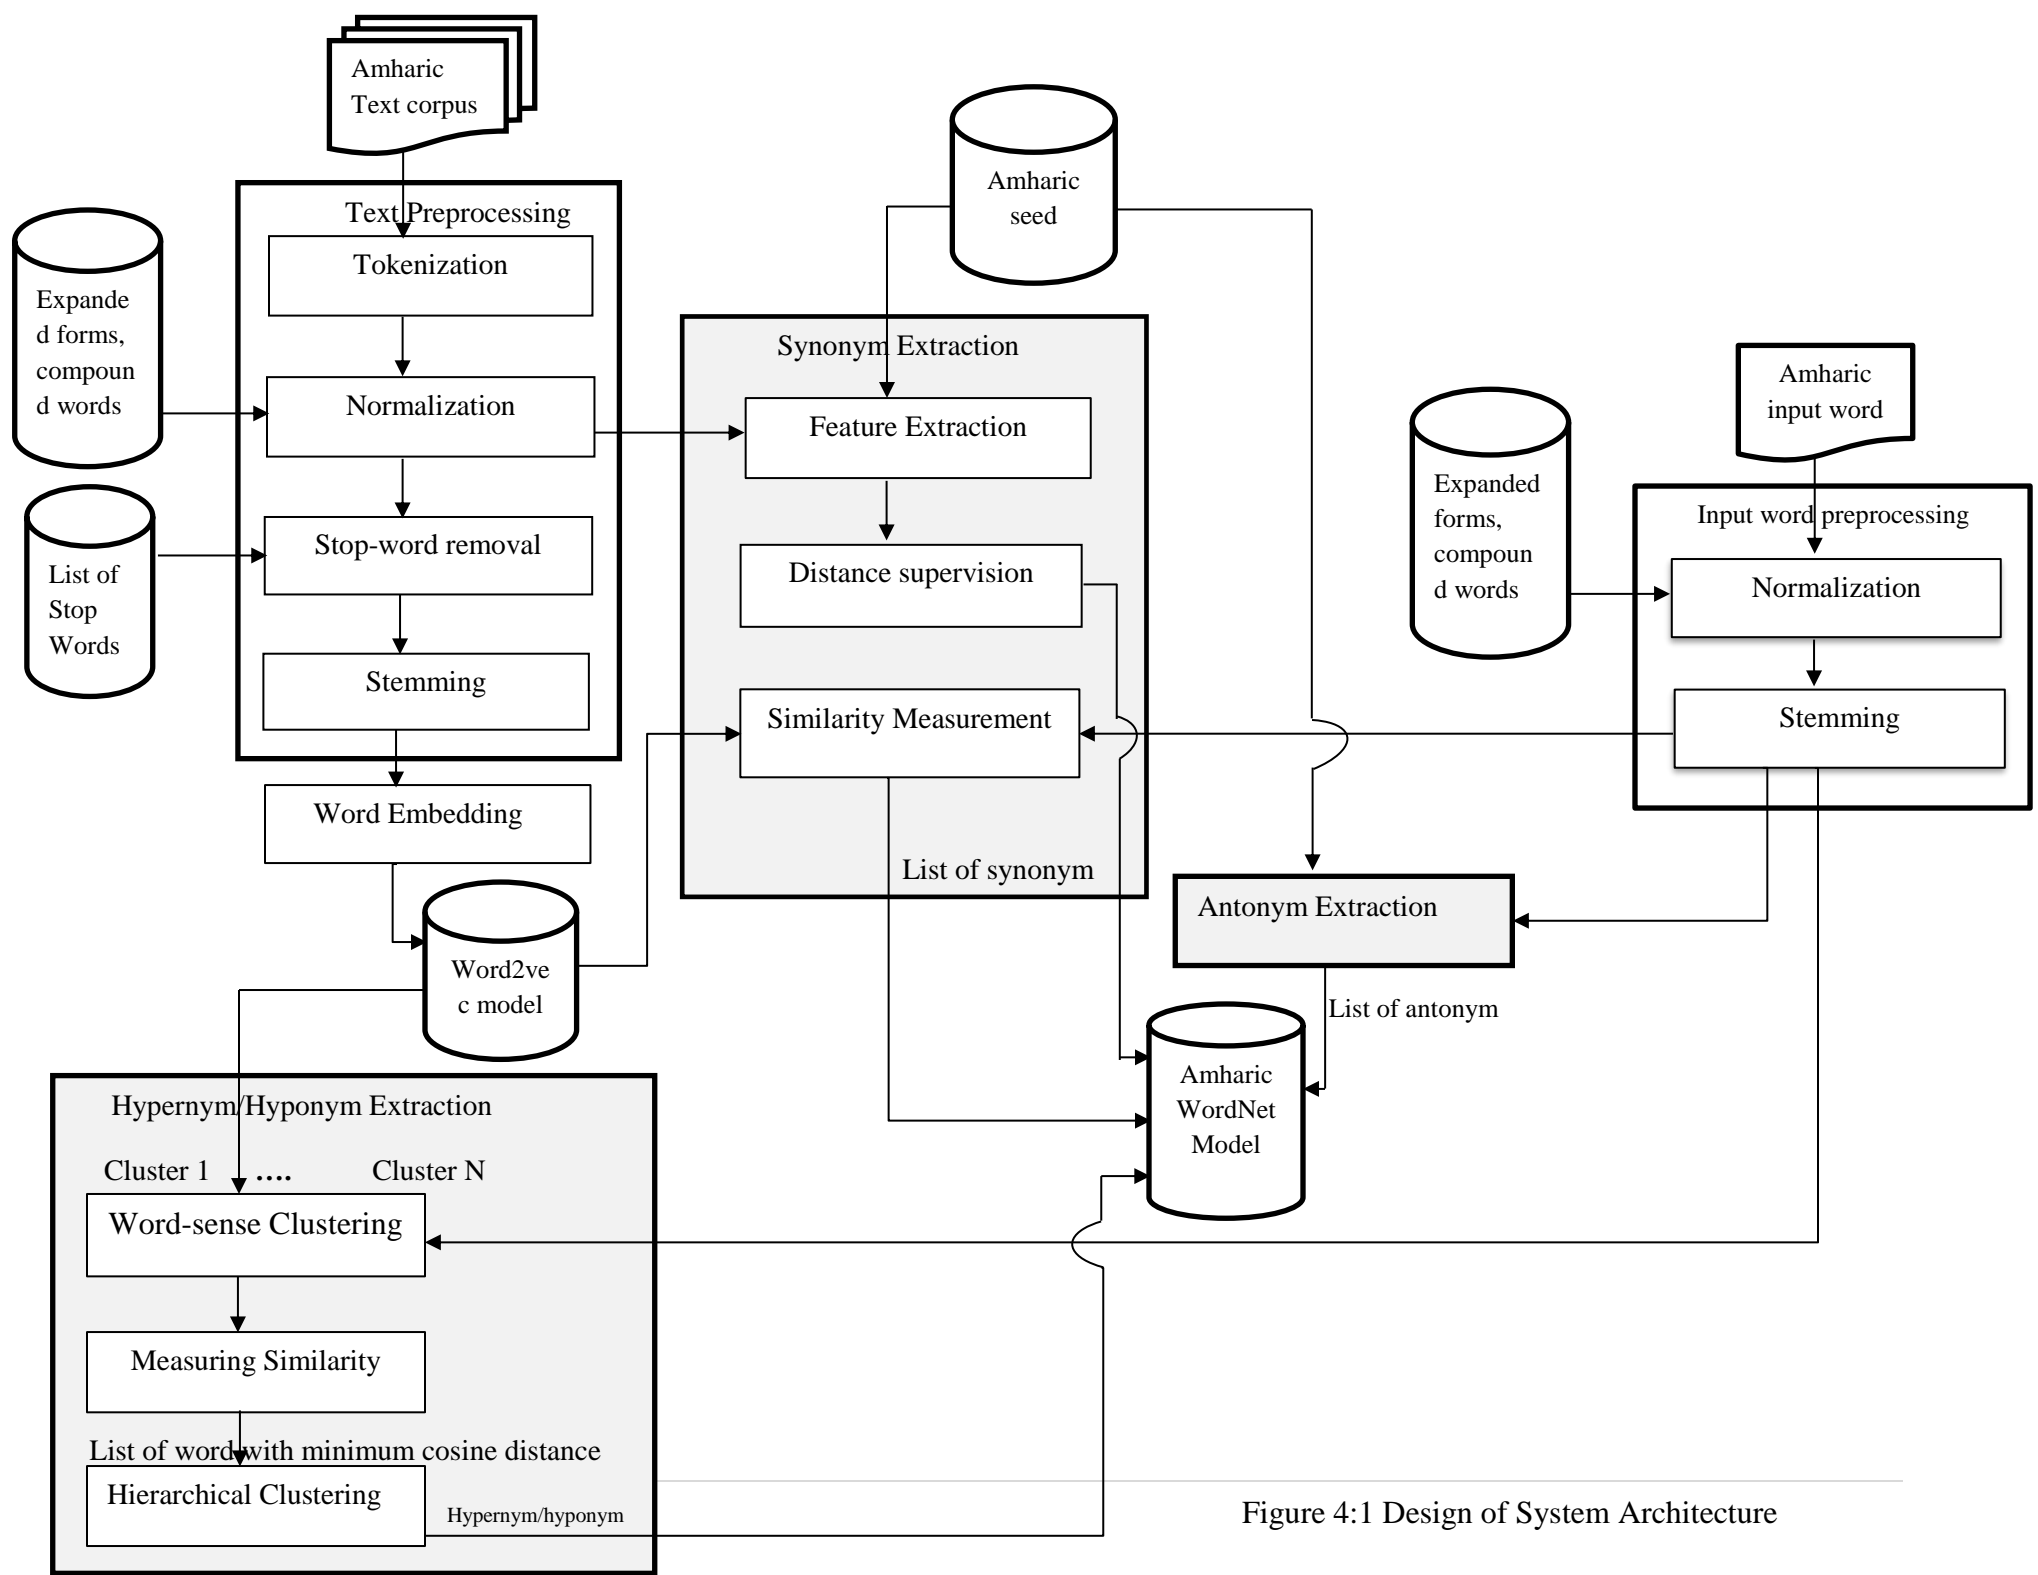 Amharic
Text corpus
Text Preprocessing
Tokenization
Expande
d forms,
compoun
d words
Normalization
Stop-word removal
List of
Stop
Words
Stemming
Word Embedding
Word2ve
c model
Amharic
seed
Synonym Extraction
Feature Extraction
Distance supervision
Similarity Measurement
List of synonym
Amharic
input word
Expanded
forms,
compoun
d words
Input word preprocessing
Normalization
Stemming
Antonym Extraction
List of antonym
Amharic
WordNet
Model
Hypernym/Hyponym Extraction
Cluster 1 .... Cluster N
Word-sense Clustering
Measuring Similarity
List of word with minimum cosine distance
Hierarchical Clustering
Hypernym/hyponym
Figure 4:1 Design of System Architecture